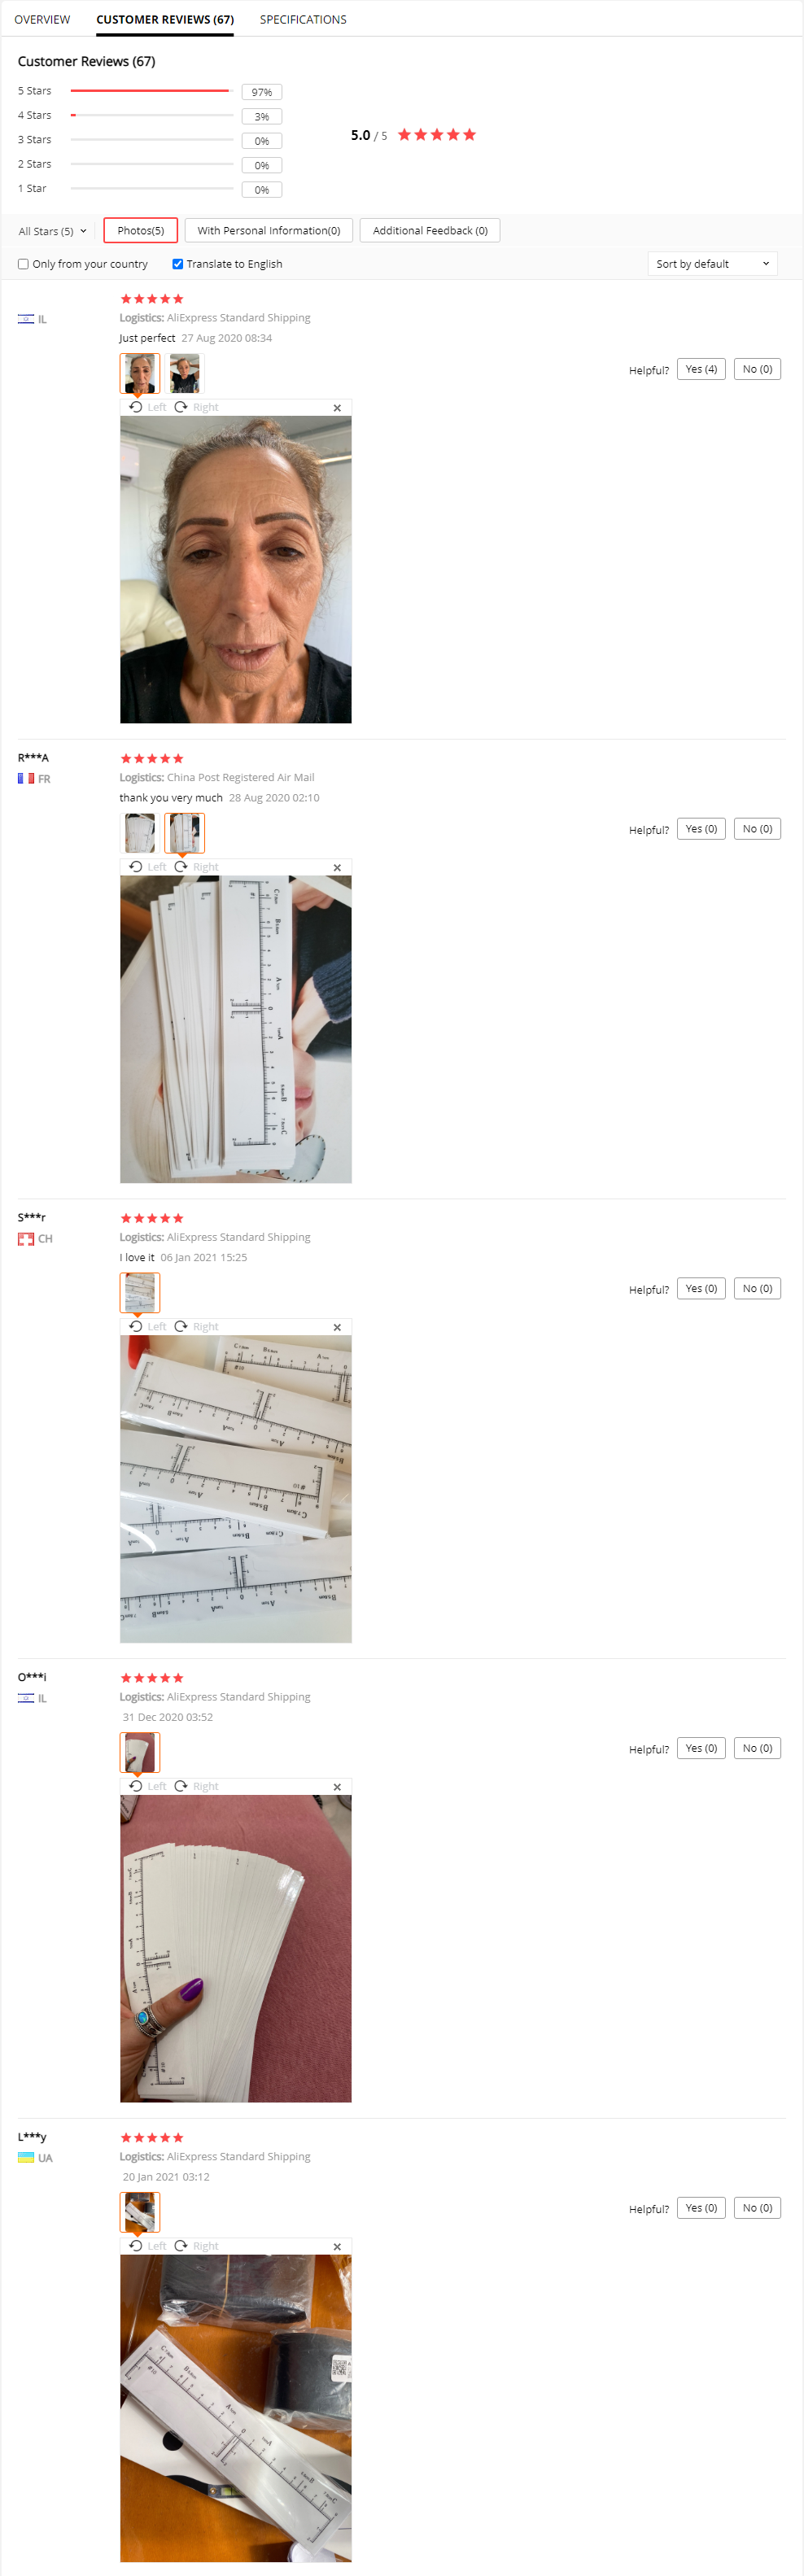 OVERVIEW CUSTOMER REVIEWS (67) SPECIFICATIONS
Customer Reviews (67)
5 Stars 97%
4 Stars 3%
3 Stars 0%
2 Stars 0%
1 Star 0%
5.0 / 5
All Stars (5) Photos(5) With Personal Information(0) Additional Feedback (0)
Only from your country Translate to English Sort by default
IL
Logistics: AliExpress Standard Shipping
Just perfect 27 Aug 2020 08:34
Helpful? Yes (4) No (0)
Left Right ×
R***A
FR
Logistics: China Post Registered Air Mail
thank you very much 28 Aug 2020 02:10
Helpful? Yes (0) No (0)
Left Right ×
S***r
CH
Logistics: AliExpress Standard Shipping
I love it 06 Jan 2021 15:25
Helpful? Yes (0) No (0)
Left Right ×
O***i
IL
Logistics: AliExpress Standard Shipping
31 Dec 2020 03:52
Helpful? Yes (0) No (0)
Left Right ×
L***y
UA
Logistics: AliExpress Standard Shipping
20 Jan 2021 03:12
Helpful? Yes (0) No (0)
Left Right ×